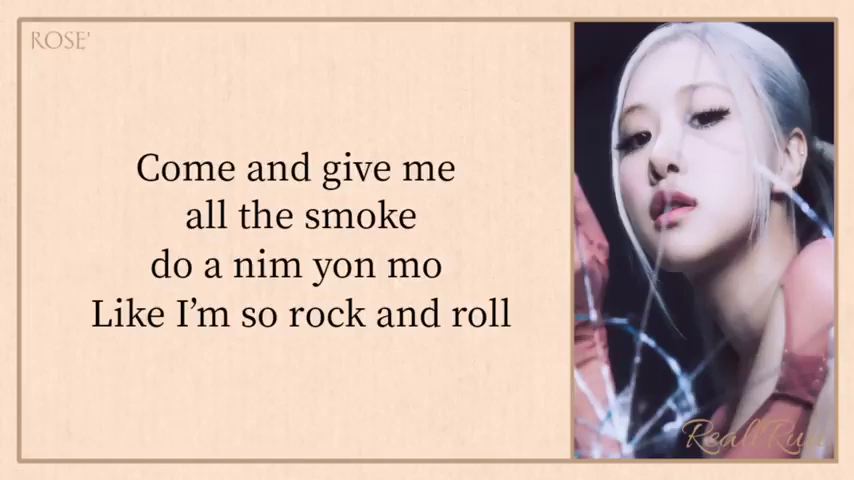 ROSE'
Come and give me
all the smoke
do a nim yon mo
Like I’m so rock and roll